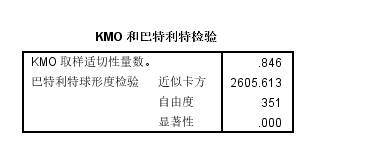 KMO 和巴特利特检验
KMO 取样适切性量数。 .846
巴特利特球形度检验 近似卡方 2605.613
自由度 351
显著性 .000